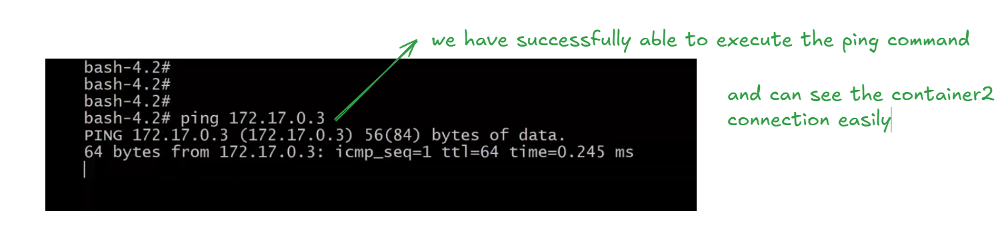 we have successfully able to execute the ping command
bash-4.2#
bash-4.2#
bash-4.2#
bash-4.2# ping 172.17.0.3
PING 172.17.0.3 (172.17.0.3) 56(84) bytes of data.
64 bytes from 172.17.0.3: icmp_seq=1 ttl=64 time=0.245 ms
and can see the container2
connection easily